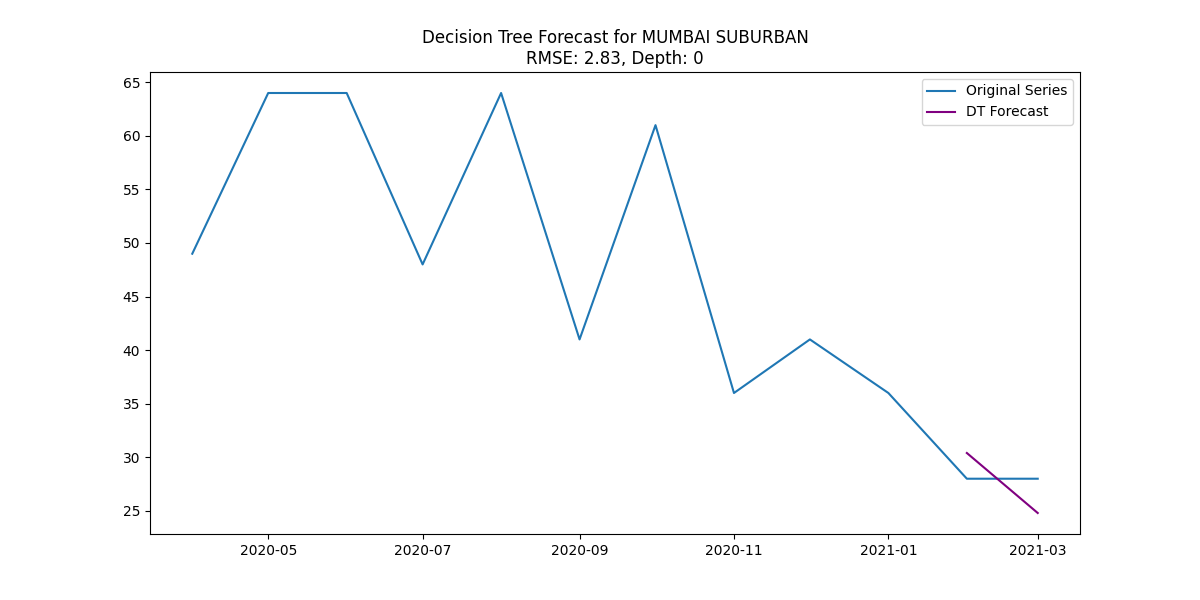 Decision Tree Forecast for MUMBAI SUBURBAN
RMSE: 2.83, Depth: 0
Original Series
DT Forecast
65
60
55
50
45
40
35
30
25
2020-05 2020-07 2020-09 2020-11 2021-01 2021-03